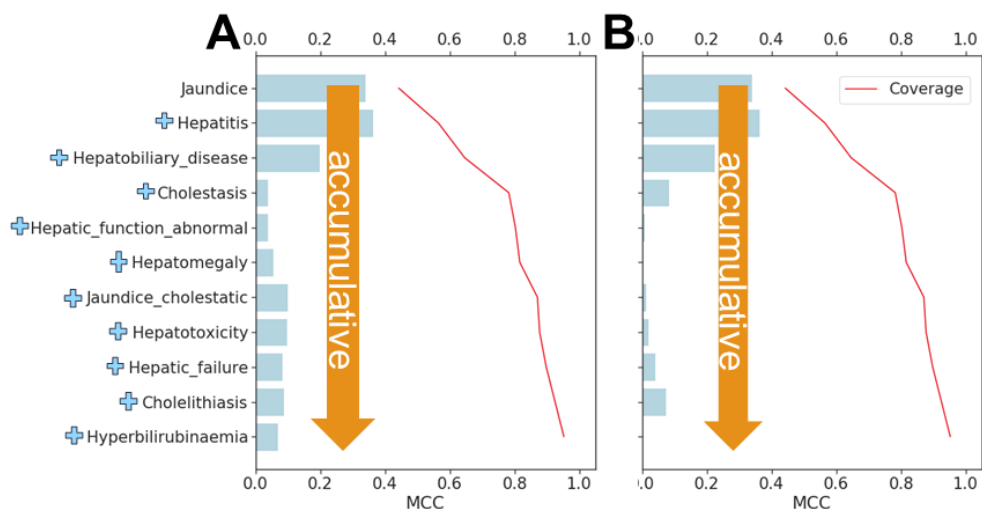 A
B
0.0 0.2 0.4 0.6 0.8 1.0
0.0 0.2 0.4 0.6 0.8 1.0
Jaundice
Hepatitis
Hepatobiliary_disease
Cholestasis
Hepatic_function_abnormal
Hepatomegaly
Jaundice_cholestatic
Hepatotoxicity
Hepatic_failure
Cholelithiasis
Hyperbilirubinaemia
accumulative
accumulative
Coverage
0.0 0.2 0.4 0.6 0.8 1.0
0.0 0.2 0.4 0.6 0.8 1.0
MCC
MCC